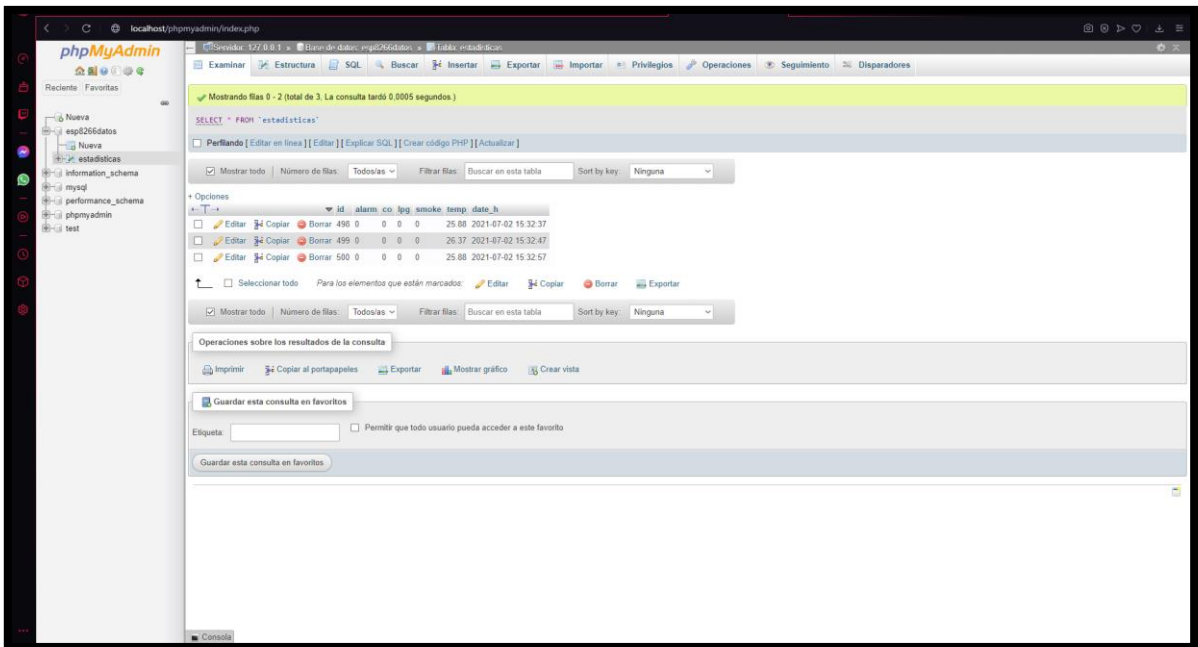 localhost/phpmyadmin/index.php
phpMyAdmin
Reciente Favoritas
Nueva
esp8266datos
Nueva
estadisticas
information_schema
mysql
performance_schema
phpmyadmin
test
Servidor: 127.0.0.1 » Base de datos: esp8266datos » Tabla: estadisticas
Examinar Estructura SQL Buscar Insertar Exportar Importar Privilegios Operaciones Seguimiento Disparadores
Mostrando filas 0 - 2 (total de 3, La consulta tardó 0,0005 segundos.)
SELECT * FROM `estadisticas`
Perfilando [ Editar en línea ] [ Editar ] [ Explicar SQL ] [ Crear código PHP ] [ Actualizar ]
Mostrar todo | Número de filas: Todos/as Filtrar filas: Buscar en esta tabla Sort by key: Ninguna
+ Opciones
id alarm co lpg smoke temp date_h
Editar Copiar Borrar 498 0 0 0 0 25.88 2021-07-02 15:32:37
Editar Copiar Borrar 499 0 0 0 0 26.37 2021-07-02 15:32:47
Editar Copiar Borrar 500 0 0 0 0 25.88 2021-07-02 15:32:57
Seleccionar todo Para los elementos que están marcados: Editar Copiar Borrar Exportar
Mostrar todo | Número de filas: Todos/as Filtrar filas: Buscar en esta tabla Sort by key: Ninguna
Operaciones sobre los resultados de la consulta
Imprimir Copiar al portapapeles Exportar Mostrar gráfico Crear vista
Guardar esta consulta en favoritos
Etiqueta: Permitir que todo usuario pueda acceder a este favorito
Guardar esta consulta en favoritos
Consola